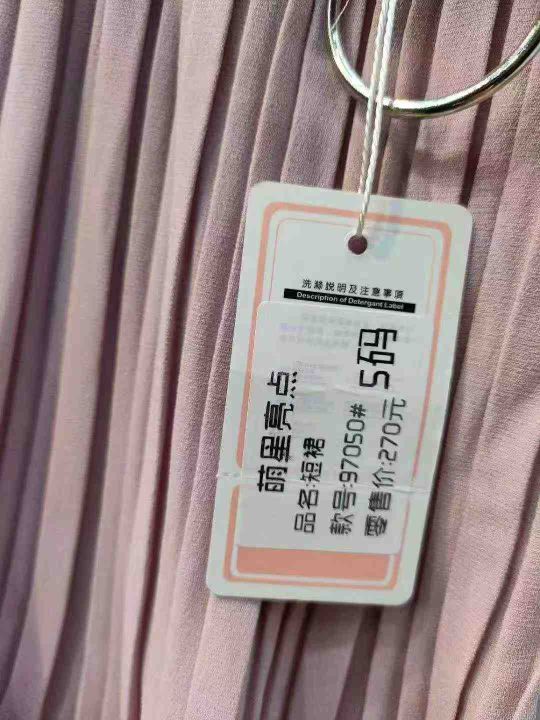 洗滌説明及注意事項
Description of Detergent Label
萌星亮点
品名:短裙
款号:97050#
零售价:270元
S码